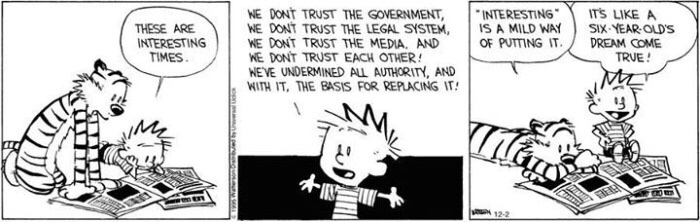 THESE ARE
INTERESTING
TIMES.
WE DON'T TRUST THE GOVERNMENT,
WE DON'T TRUST THE LEGAL SYSTEM,
WE DON'T TRUST THE MEDIA, AND
WE DON'T TRUST EACH OTHER!
WE'VE UNDERMINED ALL AUTHORITY, AND
WITH IT, THE BASIS FOR REPLACING IT!
© 1995 Watterson/Distributed by Universal Uclick
"INTERESTING"
IS A MILD WAY
OF PUTTING IT.
IT'S LIKE A
SIX-YEAR-OLD'S
DREAM COME
TRUE!
WATTERSON 12-2